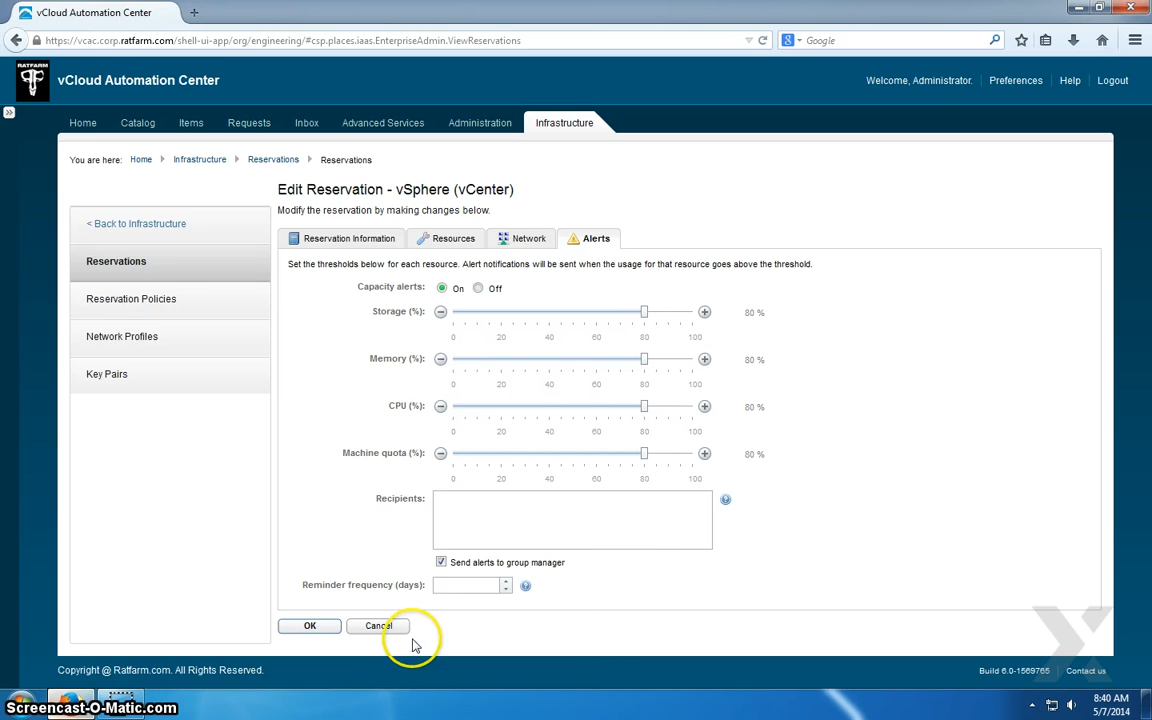 vCloud Automation Center
https://vcac.corp.ratfarm.com/shell-ui-app/org/engineering/#csp.places.iaas.EnterpriseAdmin.ViewReservations
Google
RATFARM
vCloud Automation Center
Welcome, Administrator.
Preferences
Help
Logout
Home
Catalog
Items
Requests
Inbox
Advanced Services
Administration
Infrastructure
You are here: Home Infrastructure Reservations Reservations
< Back to Infrastructure
Reservations
Reservation Policies
Network Profiles
Key Pairs
Edit Reservation - vSphere (vCenter)
Modify the reservation by making changes below.
Reservation Information
Resources
Network
Alerts
Set the thresholds below for each resource. Alert notifications will be sent when the usage for that resource goes above the threshold.
Capacity alerts: On Off
Storage (%): 80 %
0 20 40 60 80 100
Memory (%): 80 %
0 20 40 60 80 100
CPU (%): 80 %
0 20 40 60 80 100
Machine quota (%): 80 %
0 20 40 60 80 100
Recipients:
Send alerts to group manager
Reminder frequency (days):
OK
Cancel
Copyright @ Ratfarm.com. All Rights Reserved.
Build 6.0-1569765
Contact us
Screencast-O-Matic.com
8:40 AM
5/7/2014